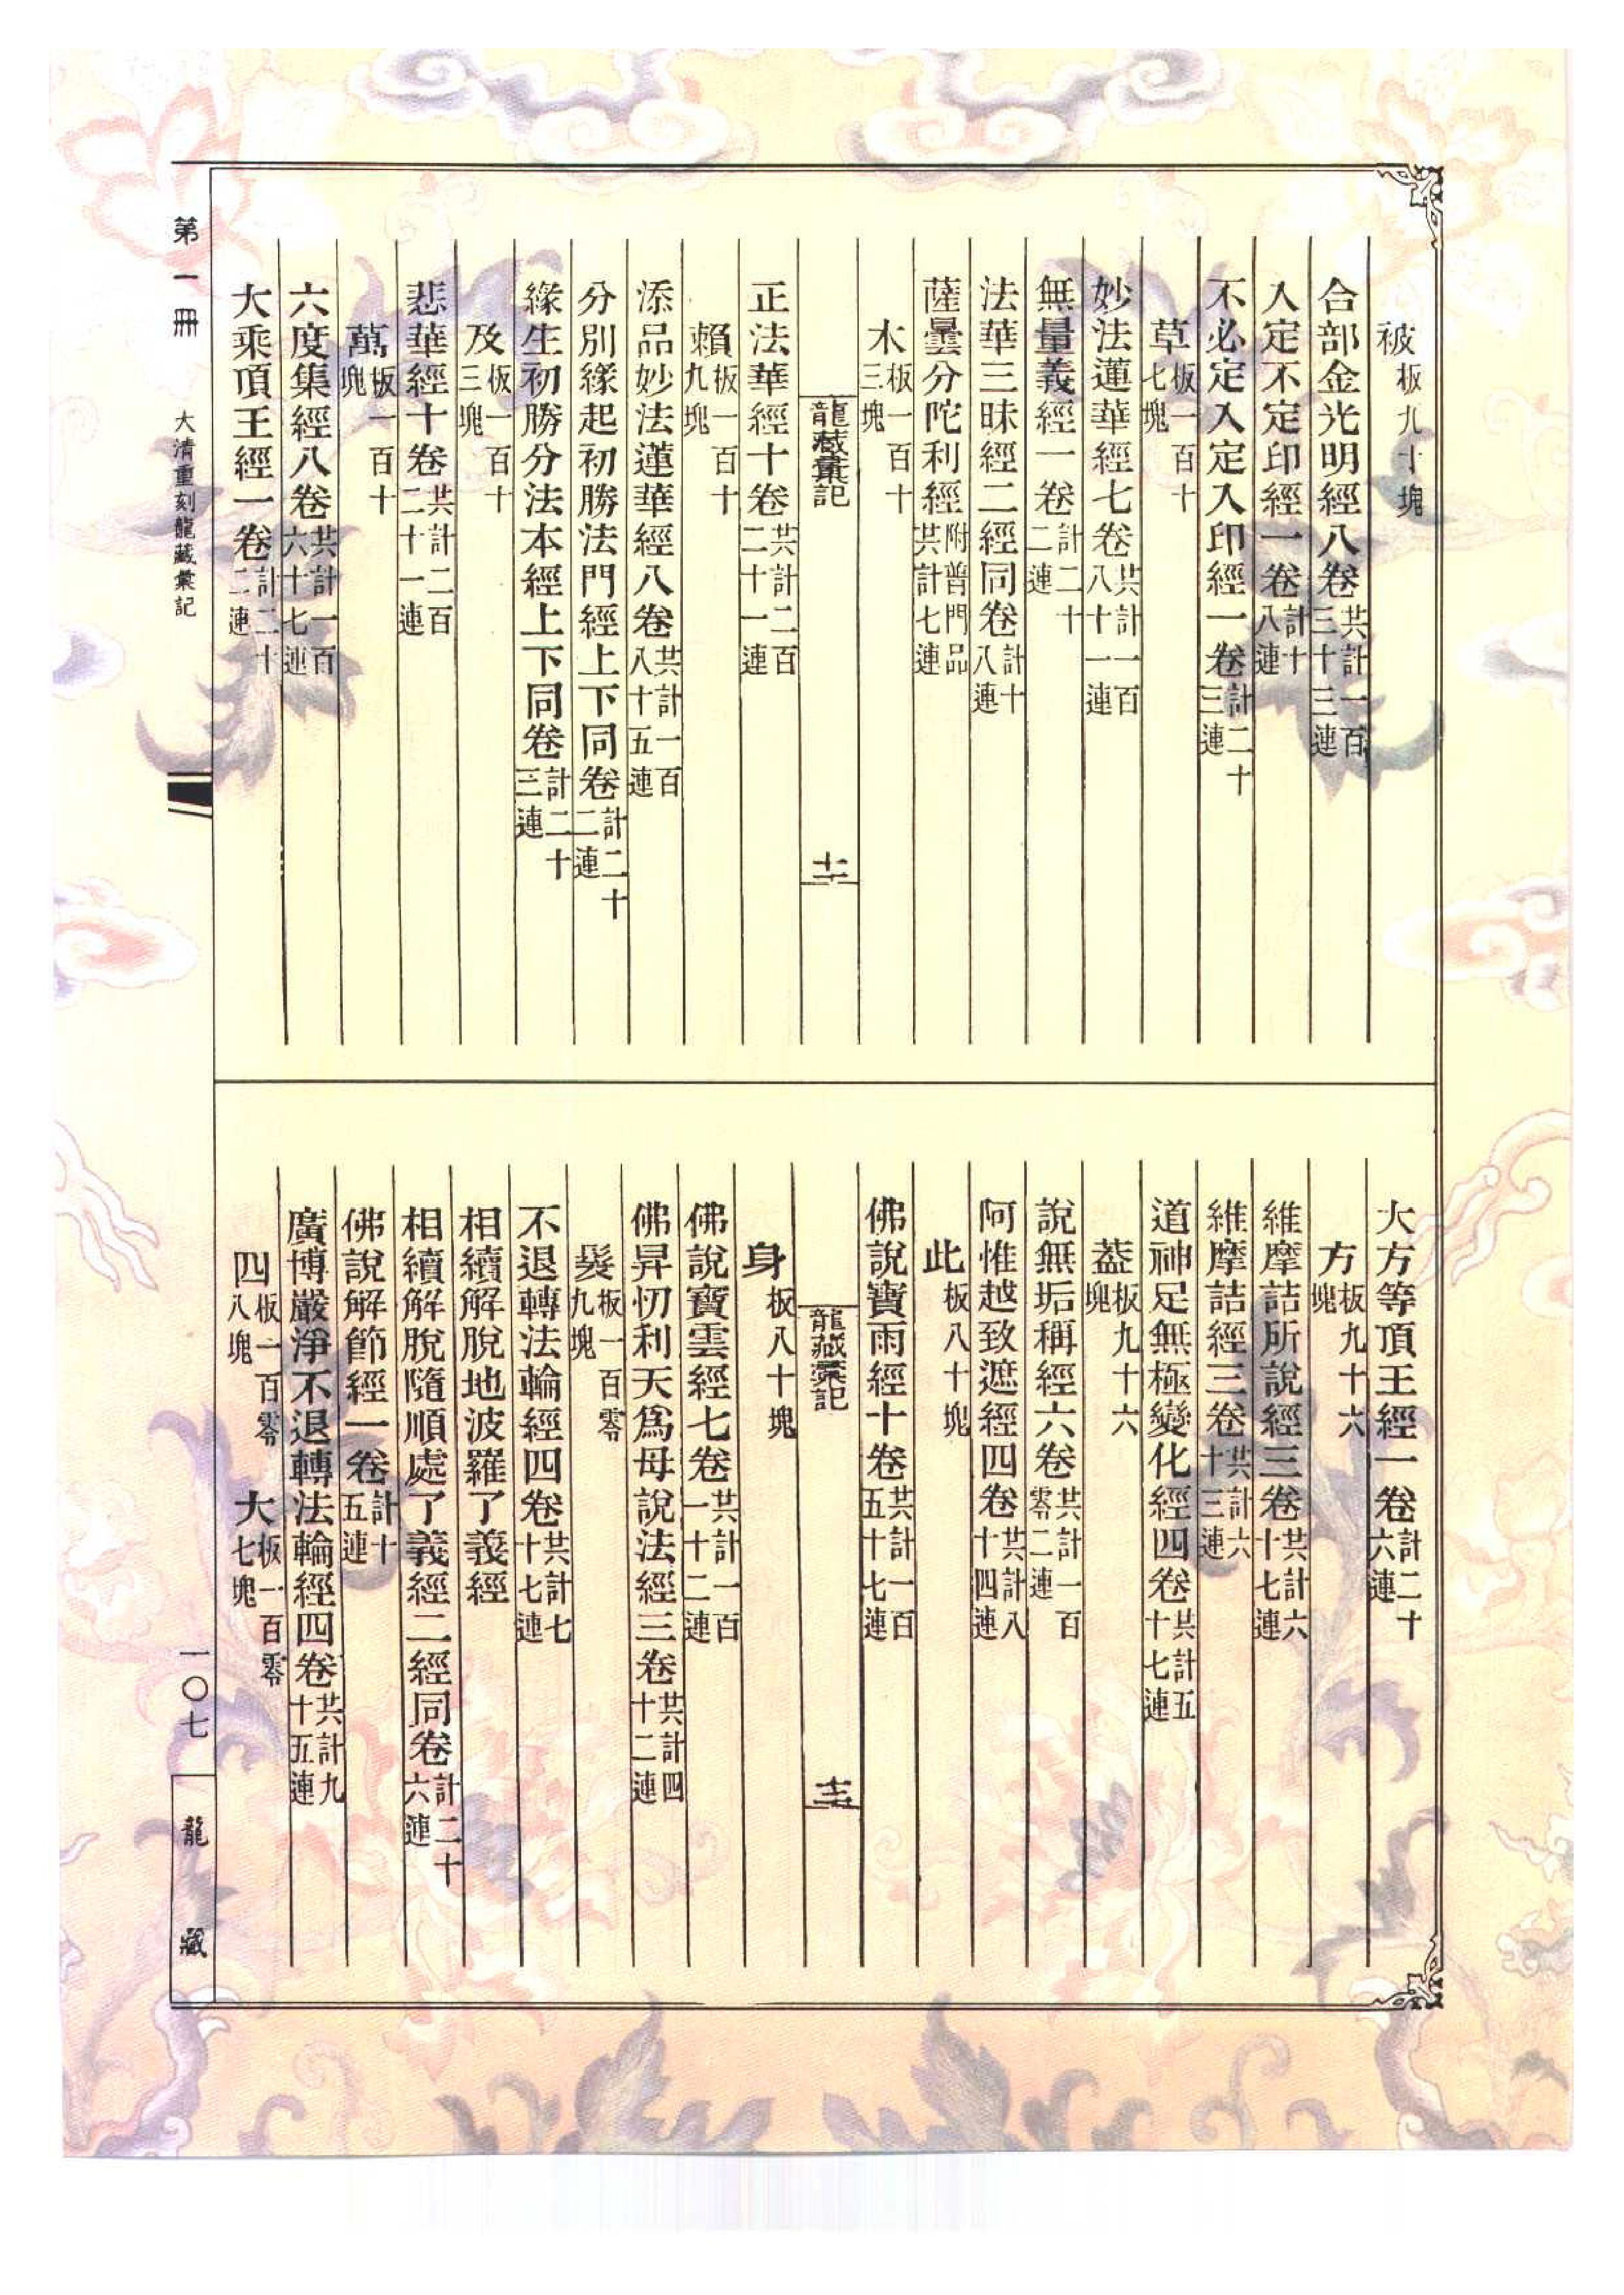 被板九十塊
合部金光明經八卷共計一百三十三連
入定不定印經一卷計十八連
不必定入定入印經一卷計二十三連
草板一百十七塊
妙法蓮華經七卷共計一百八十一連
無量義經一卷計二十二連
法華三昧經二經同卷計十八連
薩曇分陀利經附普門品共計七連
木板一百十三塊
龍藏彙記 十二
正法華經十卷共計二百二十一連
賴板一百十九塊
添品妙法蓮華經八卷共計一百八十五連
分別緣起初勝法門經上下同卷計二十二連
緣生初勝分法本經上下同卷計二十三連
及板一百十三塊
悲華經十卷共計二百二十一連
萬板一百十塊
六度集經八卷共計一百六十七連
大乘頂王經一卷計二十二連
大方等頂王經一卷計二十六連
方板九十六塊
維摩詰所說經三卷共計六十七連
維摩詰經三卷共計六十三連
道神足無極變化經四卷共計五十七連
蓋板九十六塊
說無垢稱經六卷共計一百零二連
阿惟越致遮經四卷共計八十四連
此板八十塊
佛說寶雨經十卷共計一百五十七連
龍藏彙記 十三
身板八十塊
佛說寶雲經七卷共計一百一十二連
佛昇忉利天為母說法經三卷共計四十二連
髮板一百零九塊
不退轉法輪經四卷共計七十七連
相續解脫地波羅了義經
相續解脫隨順處了義經二經同卷計二十六連
佛說解節經一卷計十五連
廣博嚴淨不退轉法輪經四卷共計九十五連
四板一百零八塊 大板一百零七塊
第一冊 大清重刻龍藏彙記 一〇七 龍藏